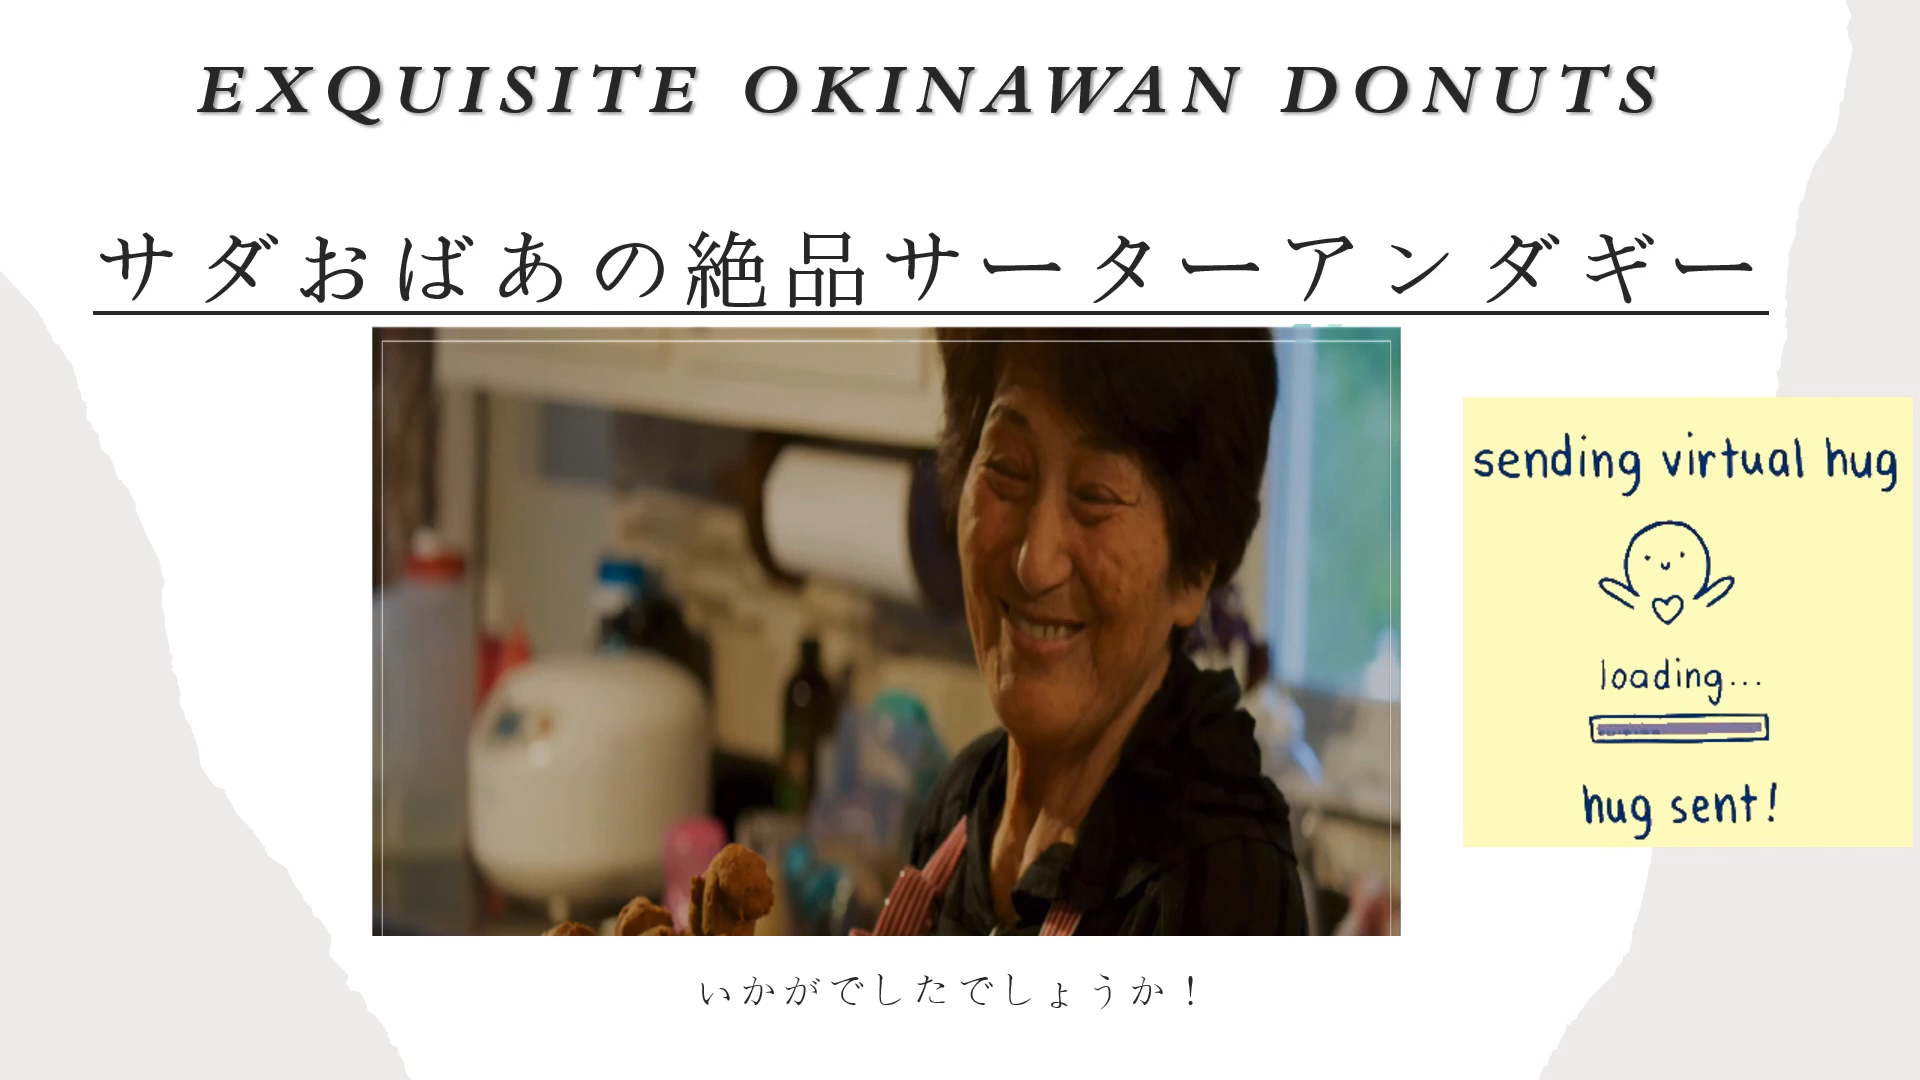 EXQUISITE OKINAWAN DONUTS
サダおばあの絶品サーターアンダギー
sending virtual hug
loading...
hug sent!
いかがでしたでしょうか！